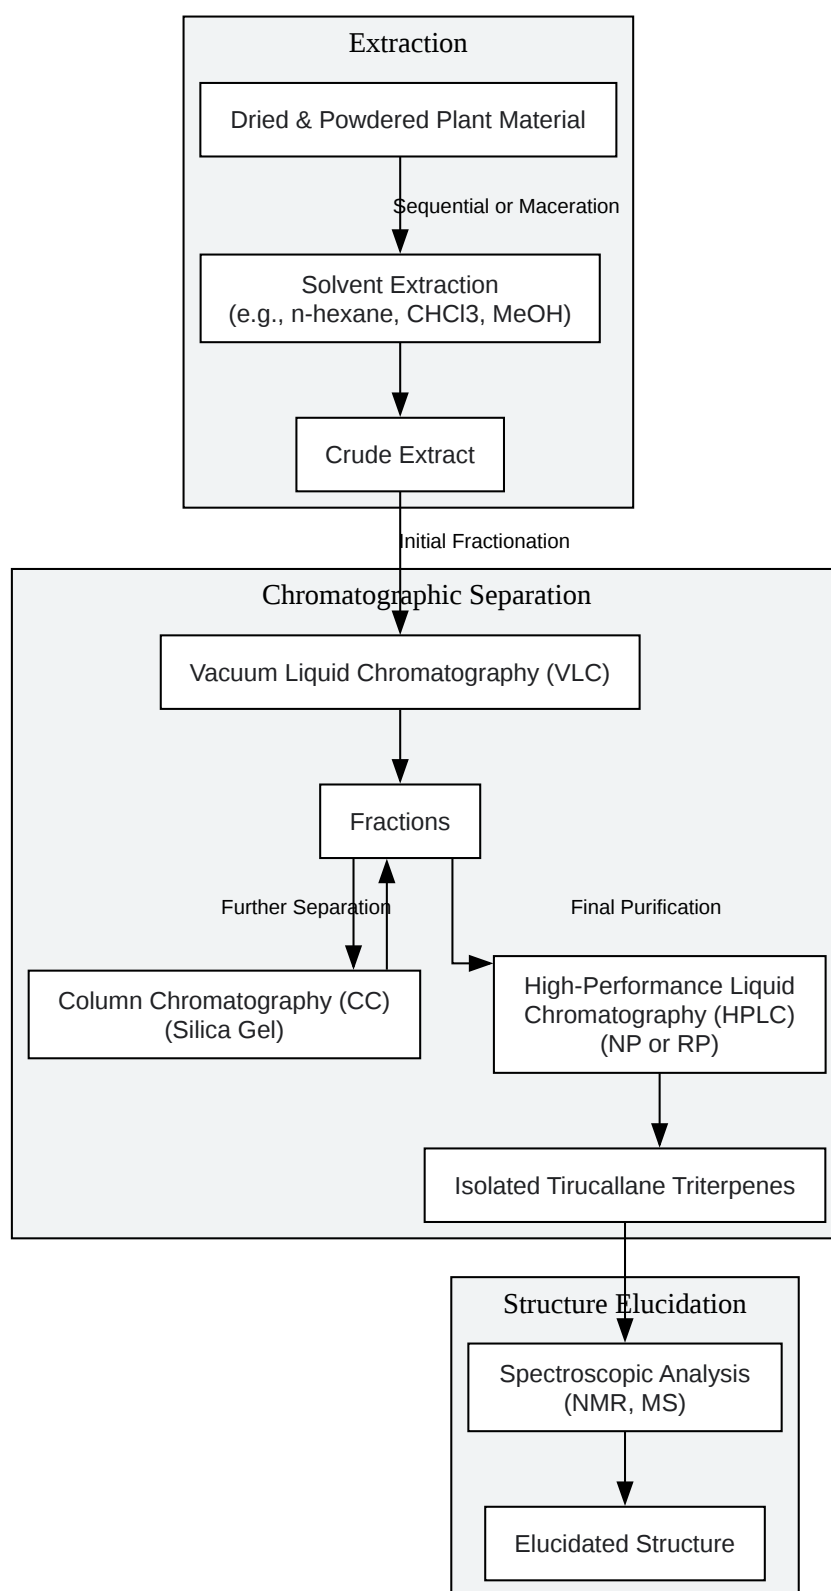 Extraction
Dried & Powdered Plant Material
Sequential or Maceration
Solvent Extraction
(e.g., n-hexane, CHCl3, MeOH)
Crude Extract
Initial Fractionation
Chromatographic Separation
Vacuum Liquid Chromatography (VLC)
Fractions
Further Separation
Final Purification
Column Chromatography (CC)
(Silica Gel)
High-Performance Liquid
Chromatography (HPLC)
(NP or RP)
Isolated Tirucallane Triterpenes
Structure Elucidation
Spectroscopic Analysis
(NMR, MS)
Elucidated Structure